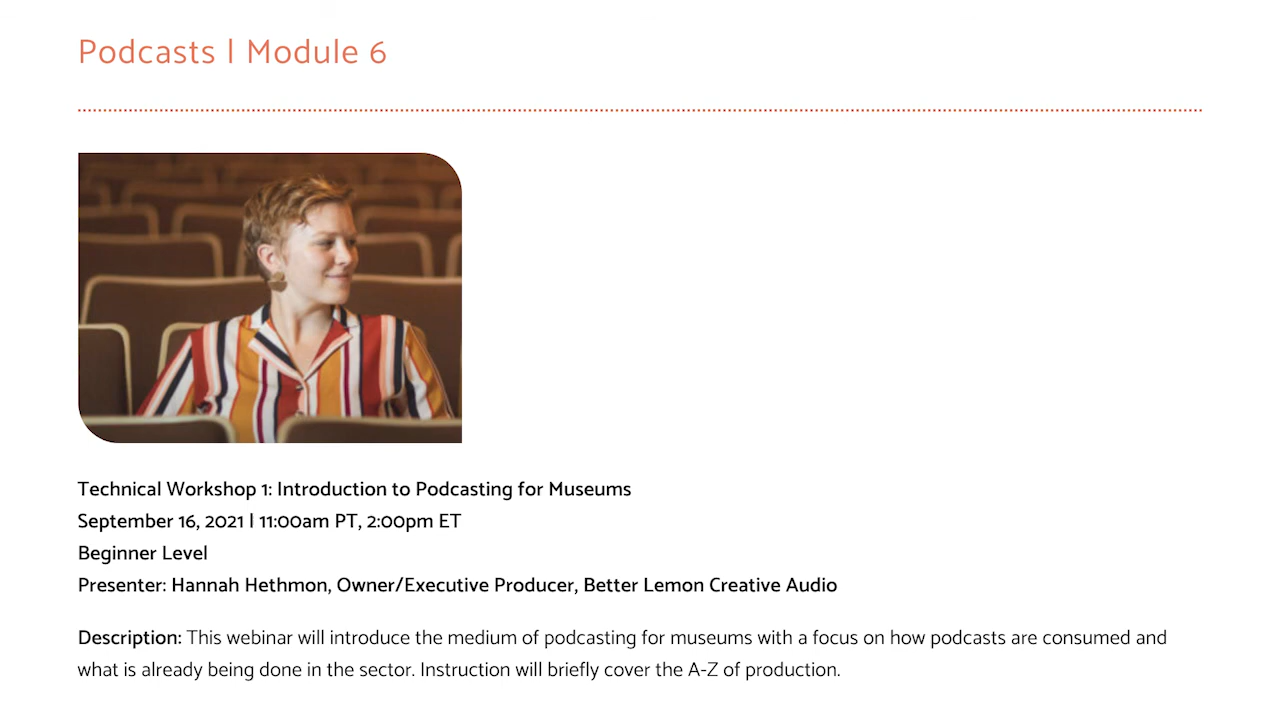 Podcasts | Module 6
Technical Workshop 1: Introduction to Podcasting for Museums
September 16, 2021 | 11:00am PT, 2:00pm ET
Beginner Level
Presenter: Hannah Hethmon, Owner/Executive Producer, Better Lemon Creative Audio
Description: This webinar will introduce the medium of podcasting for museums with a focus on how podcasts are consumed and
what is already being done in the sector. Instruction will briefly cover the A-Z of production.